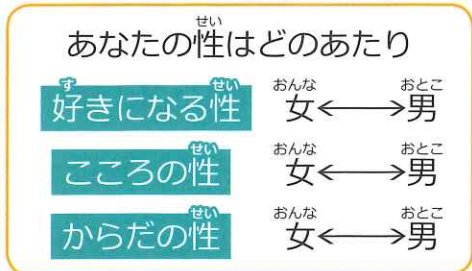 あなたの性はどのあたり
好きになる性 女←→男
こころの性 女←→男
からだの性 女←→男